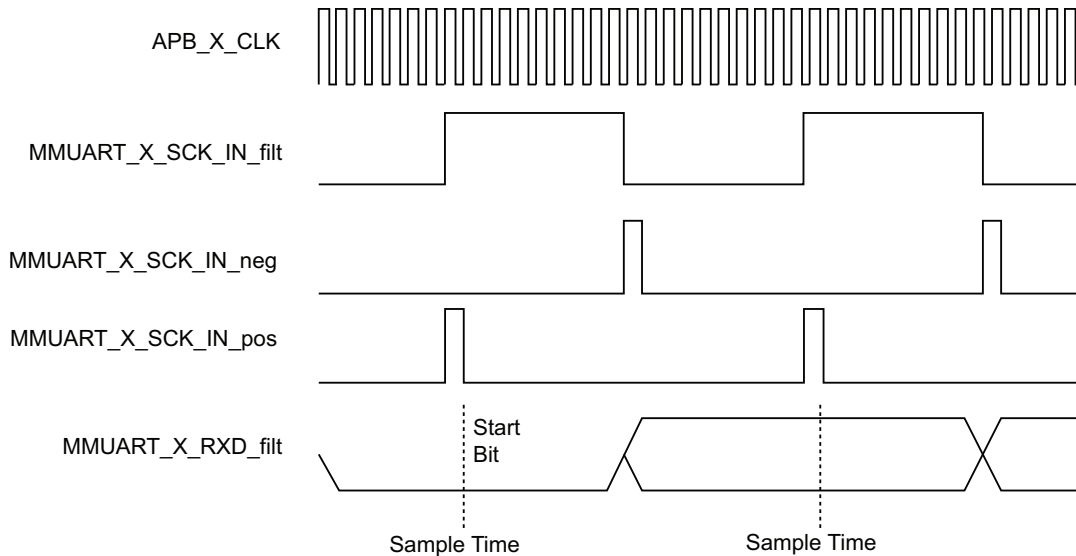 APB_X_CLK
MMUART_X_SCK_IN_filt
MMUART_X_SCK_IN_neg
MMUART_X_SCK_IN_pos
MMUART_X_RXD_filt
Start
Bit
Sample Time
Sample Time